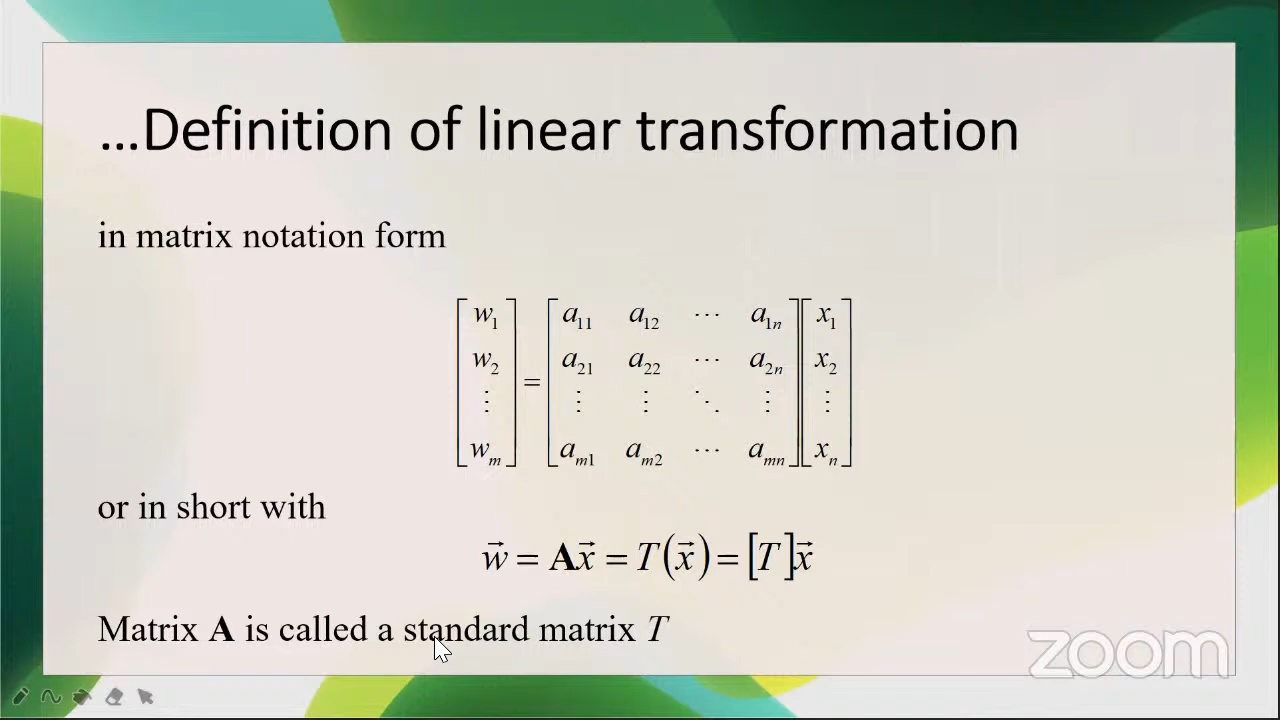 ...Definition of linear transformation
in matrix notation form
[w₁ w₂ ⋮ wₘ] = [a₁₁ a₁₂ ⋯ a₁ₙ; a₂₁ a₂₂ ⋯ a₂ₙ; ⋮ ⋮ ⋱ ⋮; aₘ₁ aₘ₂ ⋯ aₘₙ][x₁ x₂ ⋮ xₙ]
or in short with
w⃗ = Ax⃗ = T(x⃗) = [T]x⃗
Matrix A is called a standard matrix T
zoom